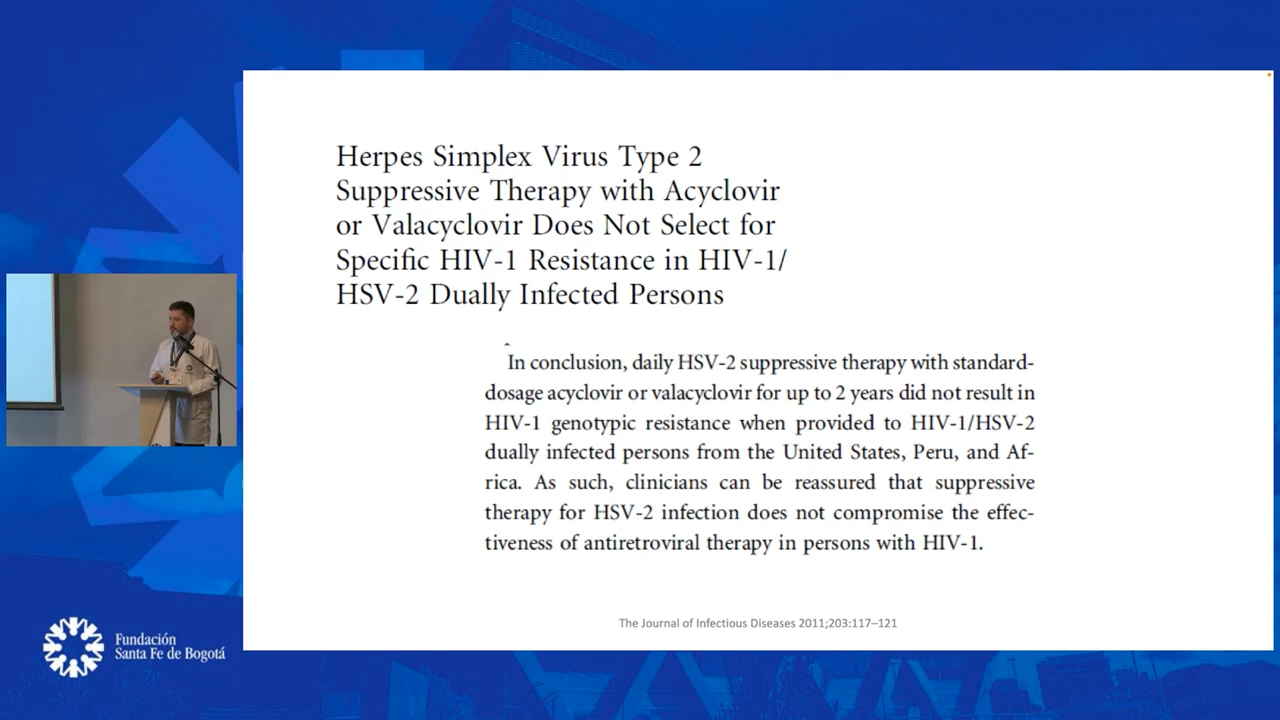 Herpes Simplex Virus Type 2
Suppressive Therapy with Acyclovir
or Valacyclovir Does Not Select for
Specific HIV-1 Resistance in HIV-1/
HSV-2 Dually Infected Persons
In conclusion, daily HSV-2 suppressive therapy with standard-
dosage acyclovir or valacyclovir for up to 2 years did not result in
HIV-1 genotypic resistance when provided to HIV-1/HSV-2
dually infected persons from the United States, Peru, and Af-
rica. As such, clinicians can be reassured that suppressive
therapy for HSV-2 infection does not compromise the effec-
tiveness of antiretroviral therapy in persons with HIV-1.
The Journal of Infectious Diseases 2011;203:117–121
Fundación
Santa Fe de Bogotá